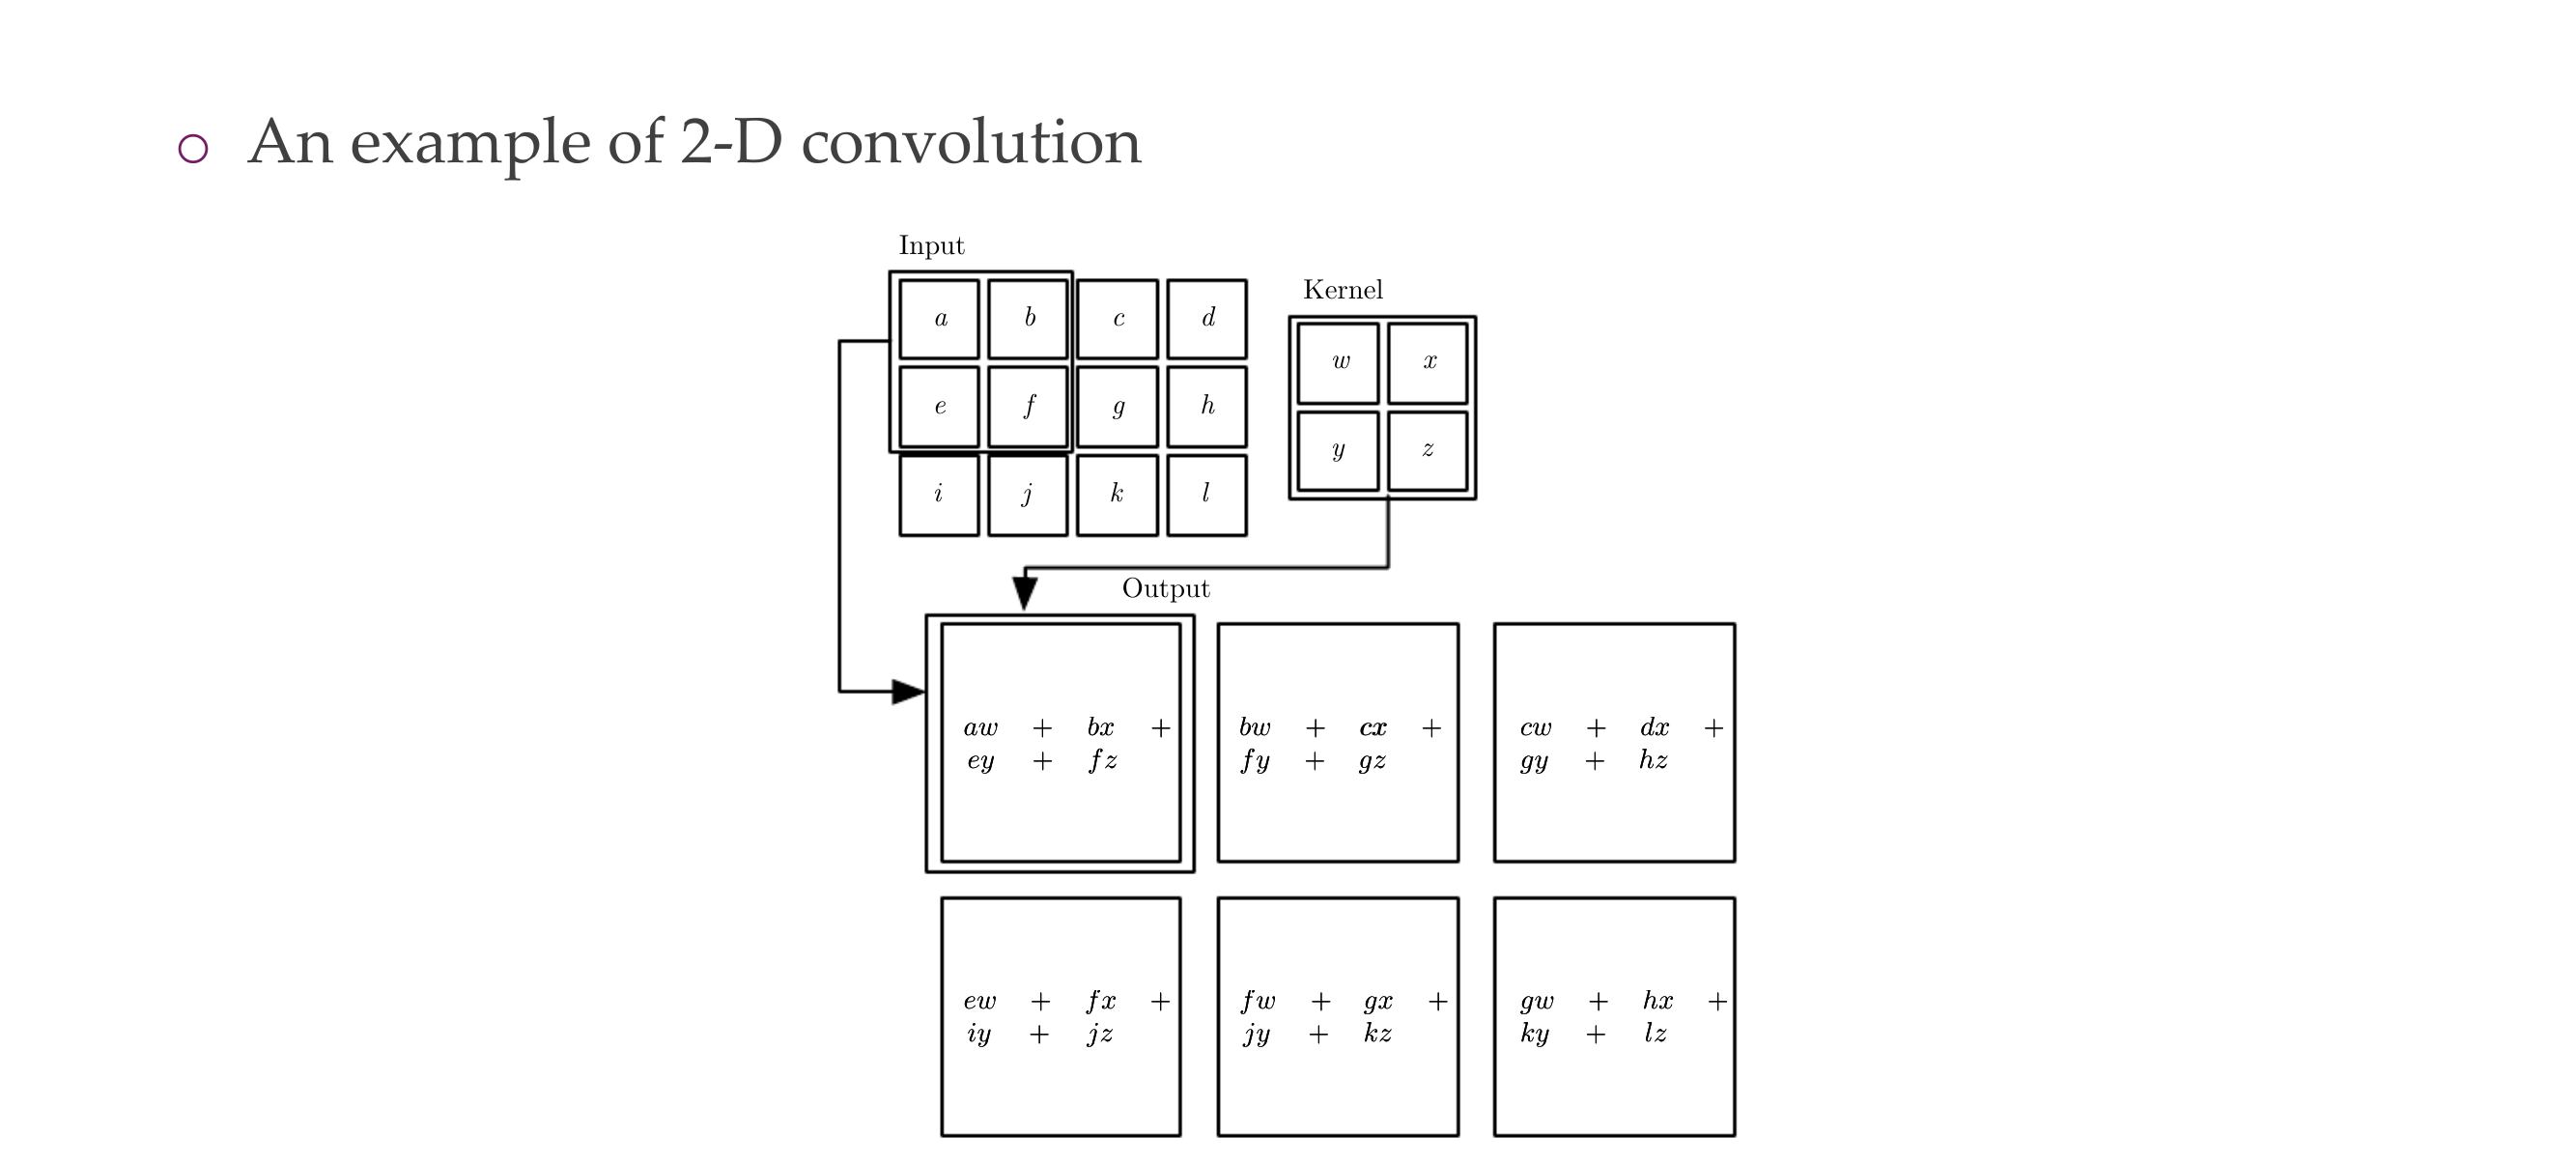 An example of 2-D convolution
Input
Kernel
a b c d
e f g h
i j k l
w x
y z
Output
aw + bx +
ey + fz
bw + cx +
fy + gz
cw + dx +
gy + hz
ew + fx +
iy + jz
fw + gx +
jy + kz
gw + hx +
ky + lz